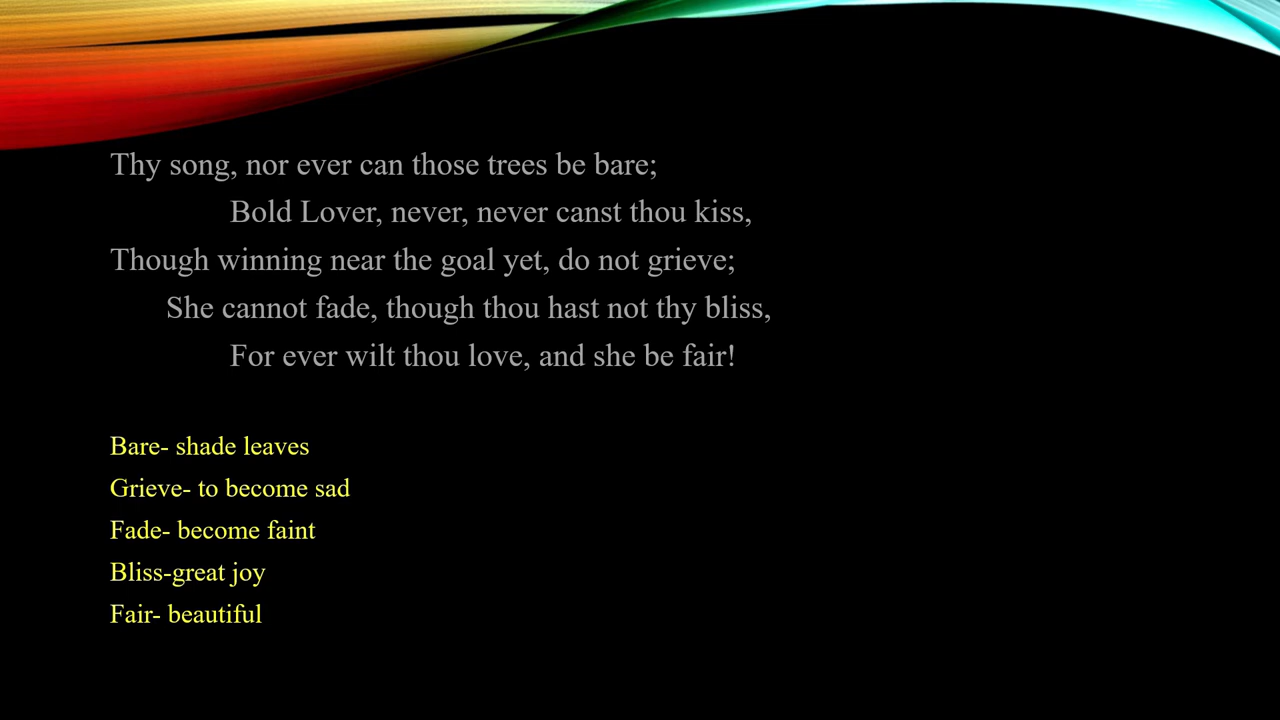 Thy song, nor ever can those trees be bare;
Bold Lover, never, never canst thou kiss,
Though winning near the goal yet, do not grieve;
She cannot fade, though thou hast not thy bliss,
For ever wilt thou love, and she be fair!
Bare- shade leaves
Grieve- to become sad
Fade- become faint
Bliss-great joy
Fair- beautiful